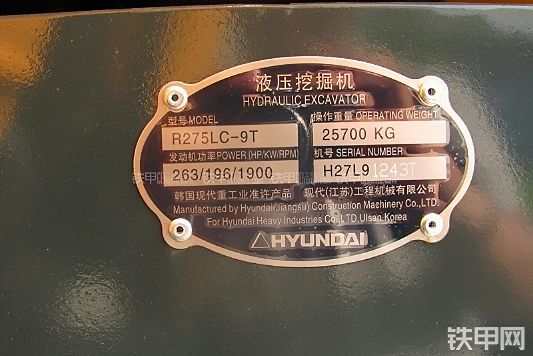 液压挖掘机
HYDRAULIC EXCAVATOR
型号MODEL 操作重量 OPERATING WEIGHT
R275LC-9T 25700 KG
发动机功率POWER (HP/KW/RPM) 机号 SERIAL NUMBER
263/196/1900 H27L9 1243T
韩国现代重工业准许产品 现代(江苏)工程机械有限公司
Manufactured by Hyundai(Jiangsu) Construction Machinery Co.,LTD.
For Hyundai Heavy Industries Co.,LTD. Ulsan,Korea
HYUNDAI
铁甲网